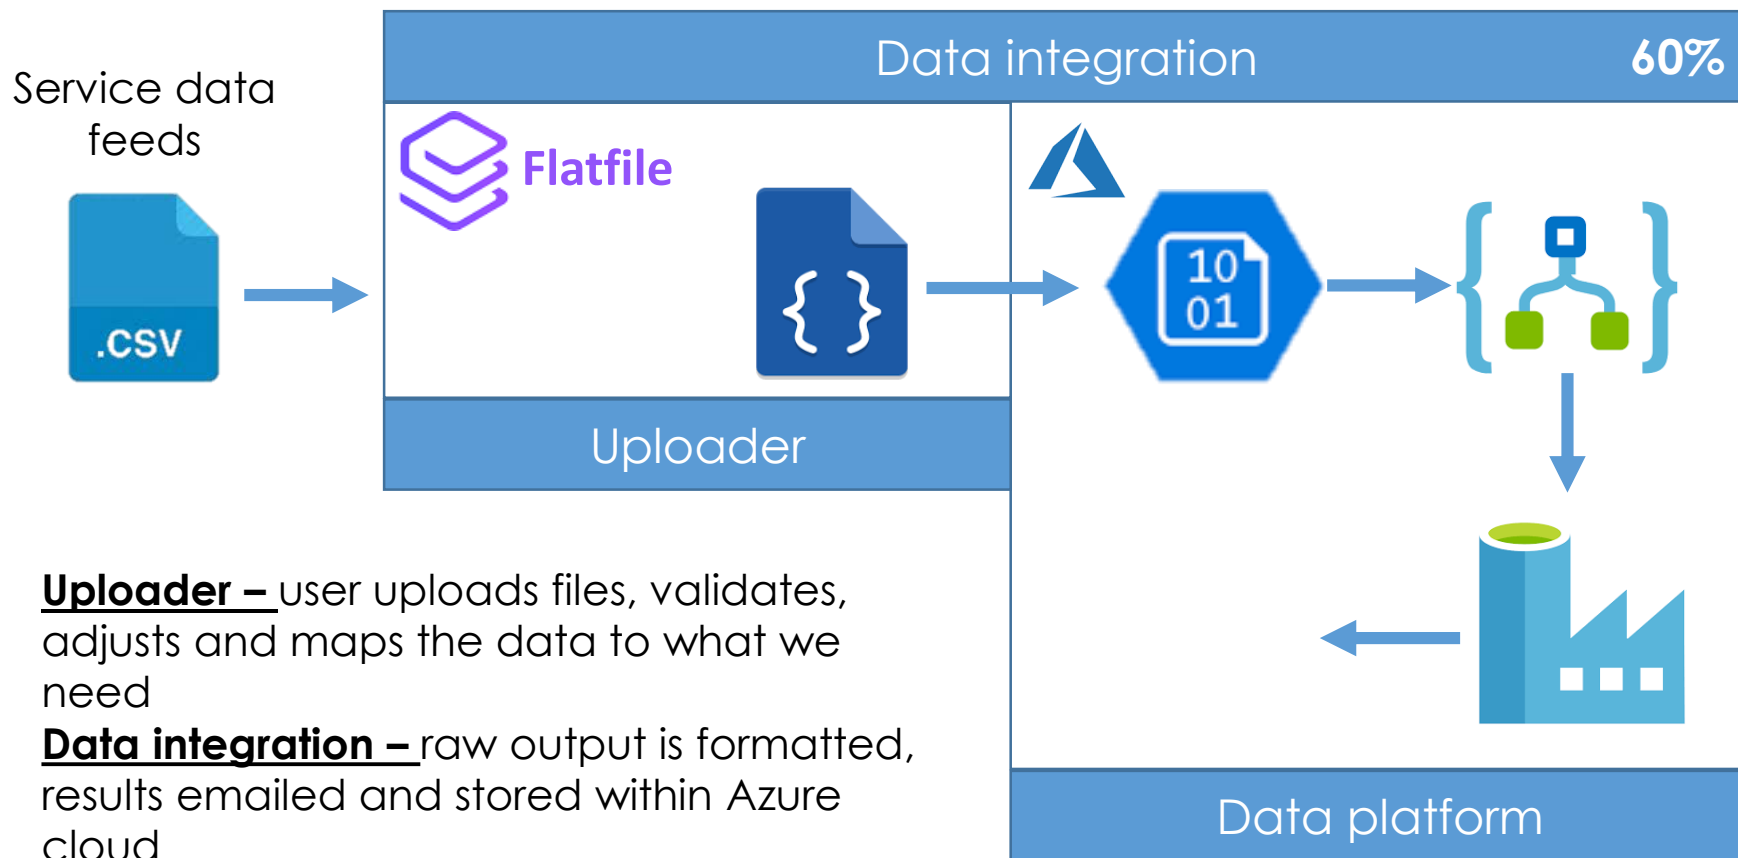 Data integration 60%
Service data
feeds
Flatfile
.CSV
{ }
10
01
Uploader
Uploader – user uploads files, validates,
adjusts and maps the data to what we
need
Data integration – raw output is formatted,
results emailed and stored within Azure
cloud
Data platform